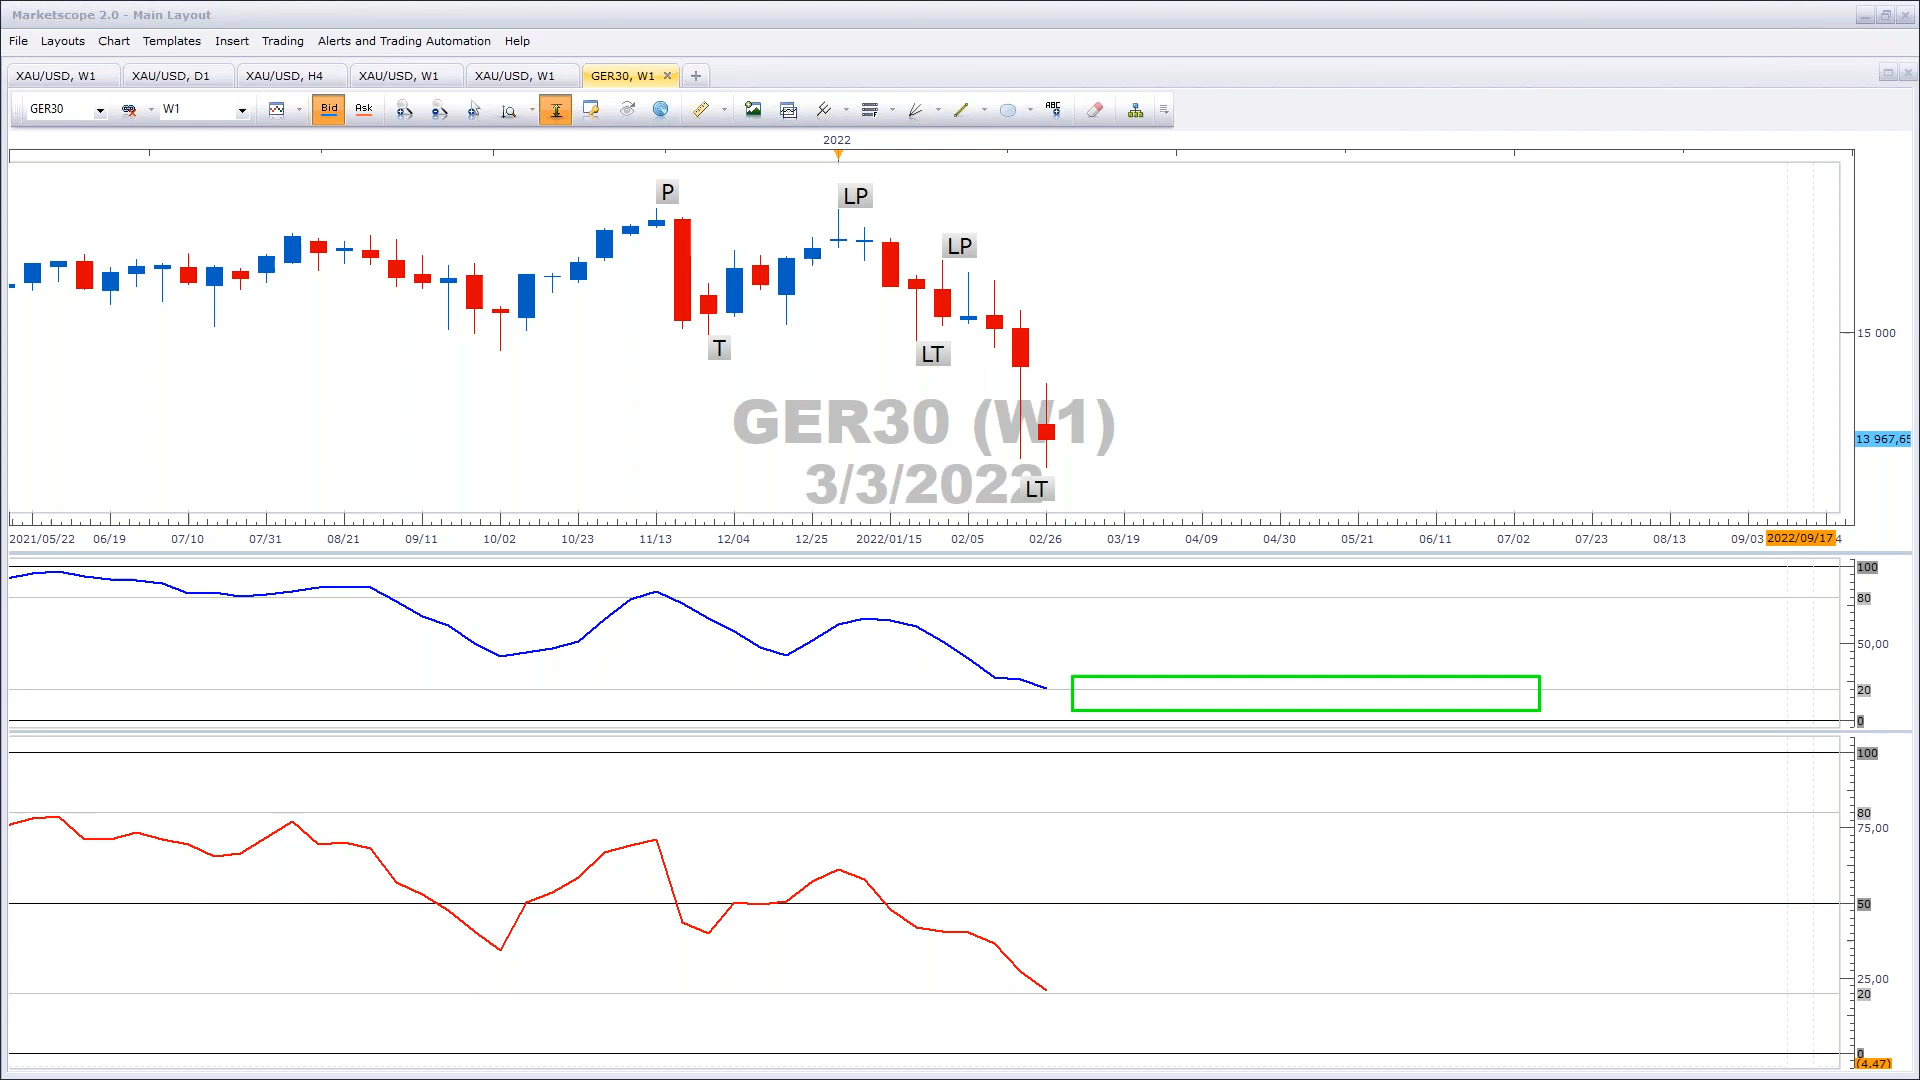 Marketscope 2.0 - Main Layout
File Layouts Chart Templates Insert Trading Alerts and Trading Automation Help
XAU/USD, W1 XAU/USD, D1 XAU/USD, H4 XAU/USD, W1 XAU/USD, W1 GER30, W1
GER30 W1 Bid Ask ABC
2022
P
LP
LP
T
LT
15 000
GER30 (W1)
13 967,65
3/3/2022
LT
2021/05/22 06/19 07/10 07/31 08/21 09/11 10/02 10/23 11/13 12/04 12/25 2022/01/15 02/05 02/26 03/19 04/09 04/30 05/21 06/11 07/02 07/23 08/13 09/03 2022/09/17 4
100
80
50,00
20
0
100
80
75,00
50
25,00
20
0
(4,47)